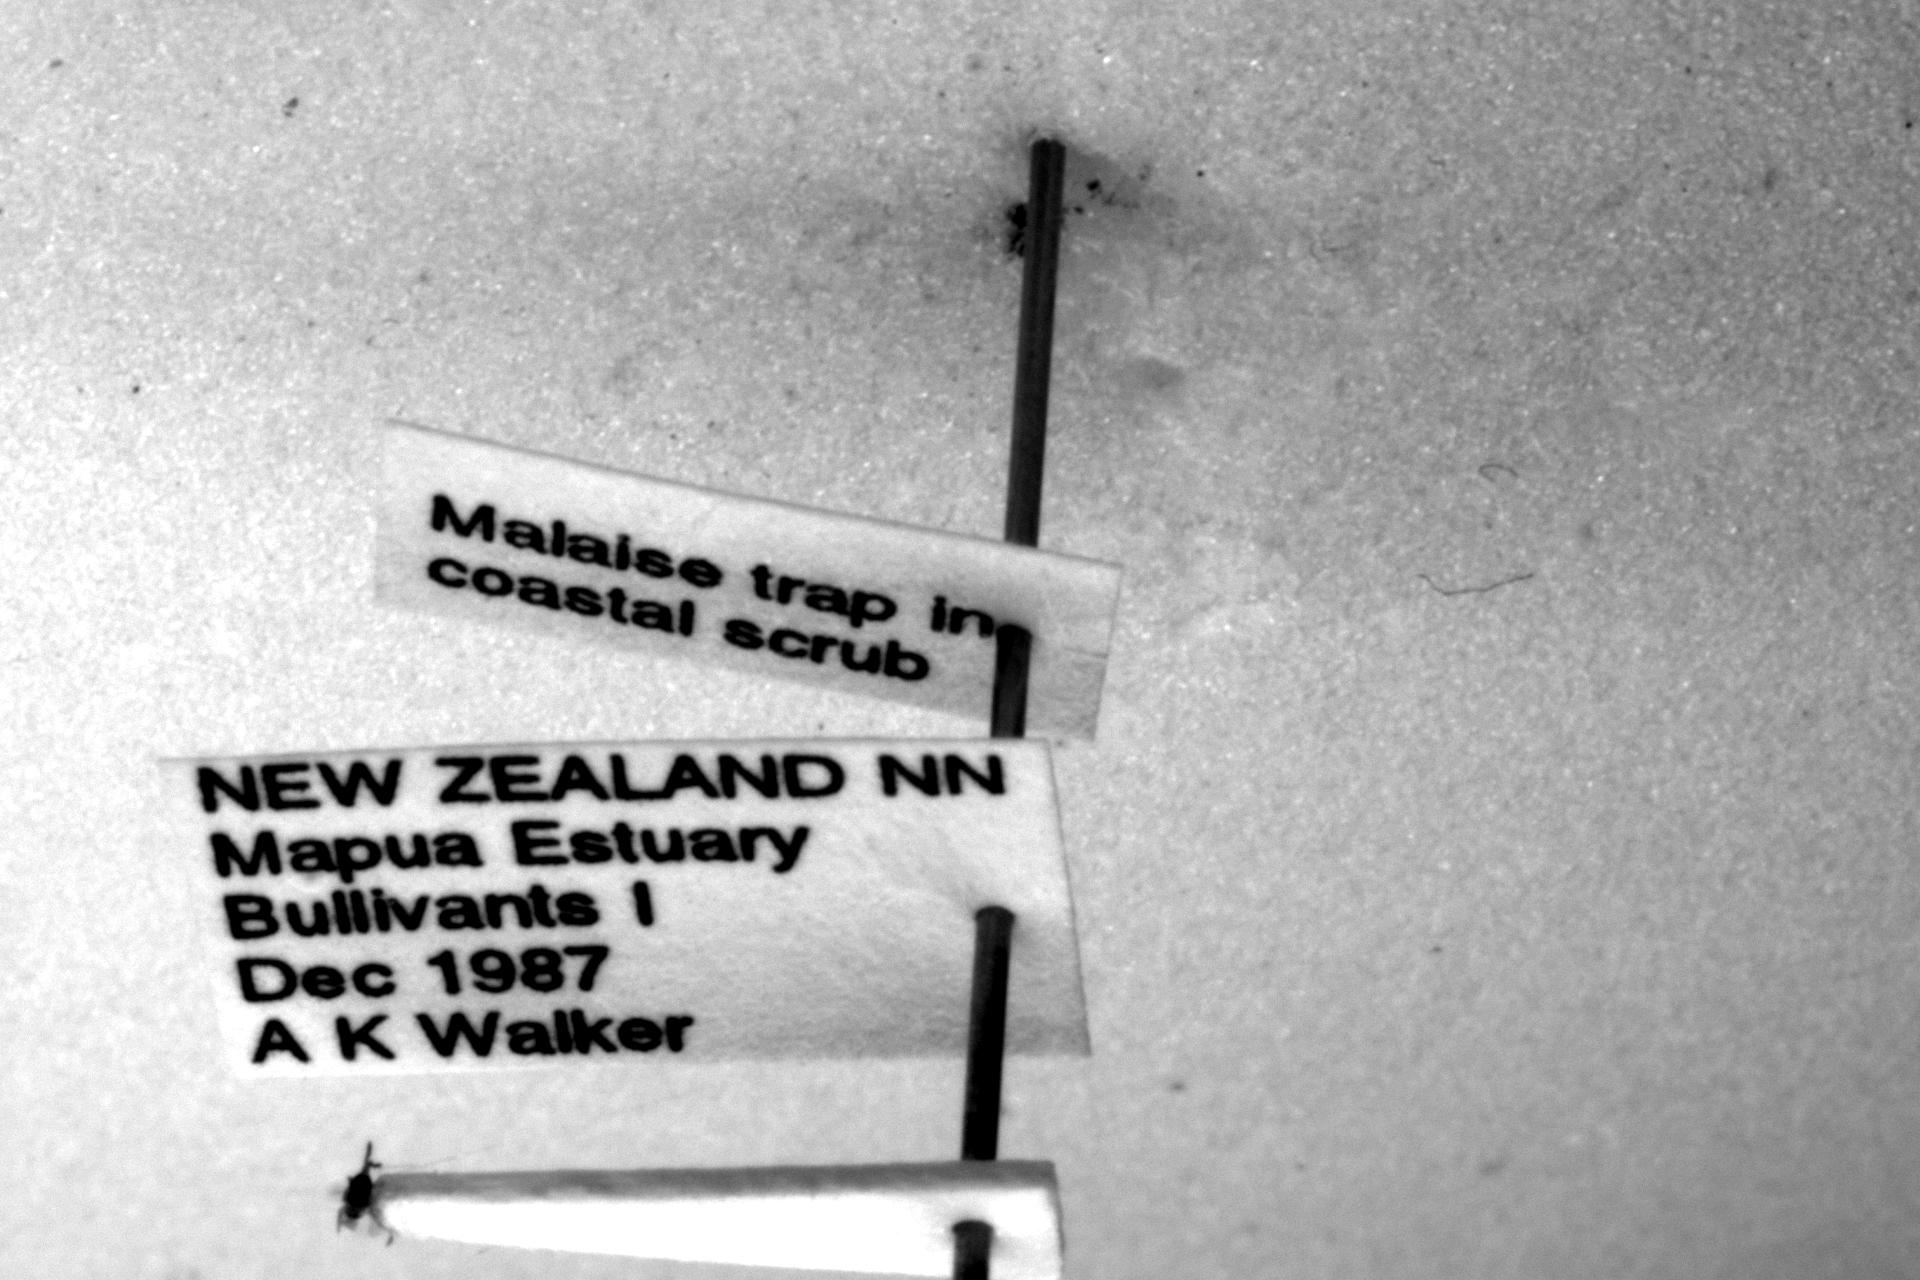 Malaise trap in
coastal scrub
NEW ZEALAND NN
Mapua Estuary
Bullivants I
Dec 1987
A K Walker